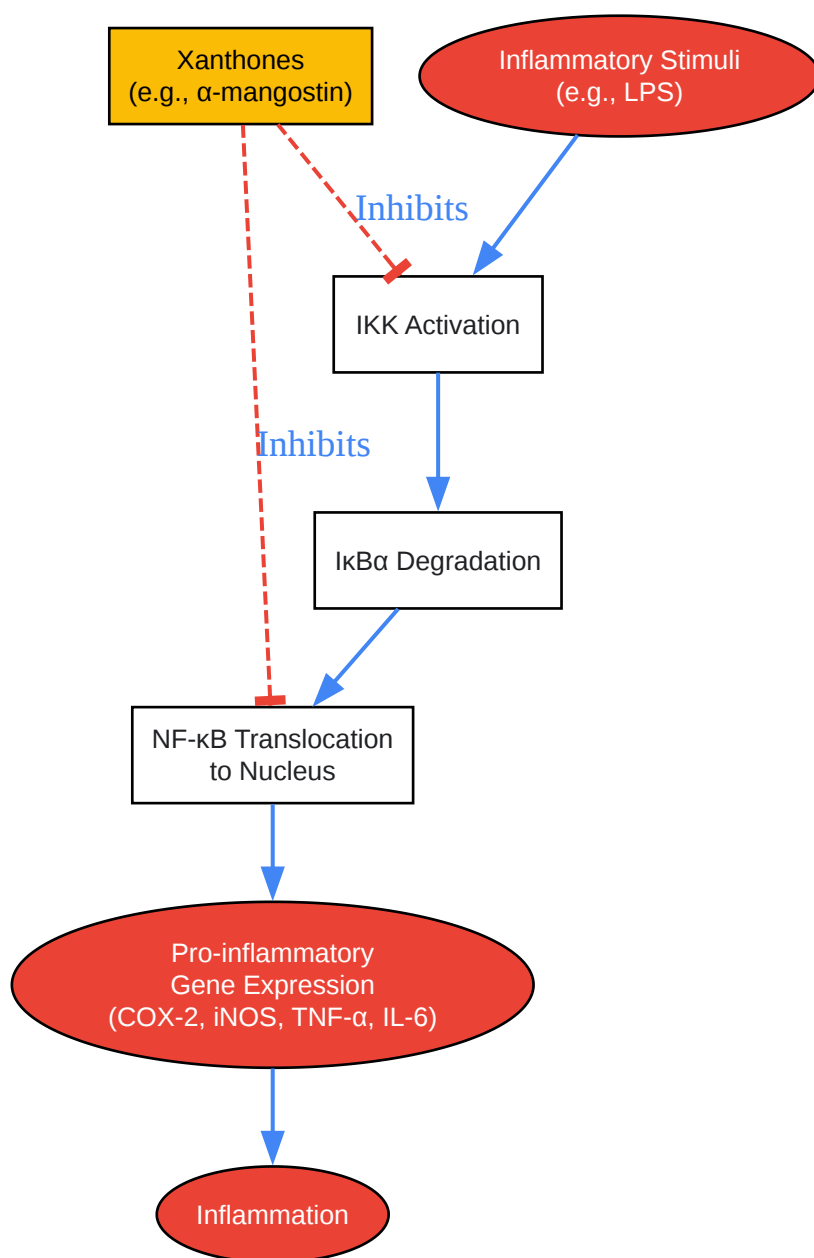 Xanthones
(e.g., α-mangostin)
Inflammatory Stimuli
(e.g., LPS)
Inhibits
IKK Activation
Inhibits
IκBα Degradation
NF-κB Translocation
to Nucleus
Pro-inflammatory
Gene Expression
(COX-2, iNOS, TNF-α, IL-6)
Inflammation